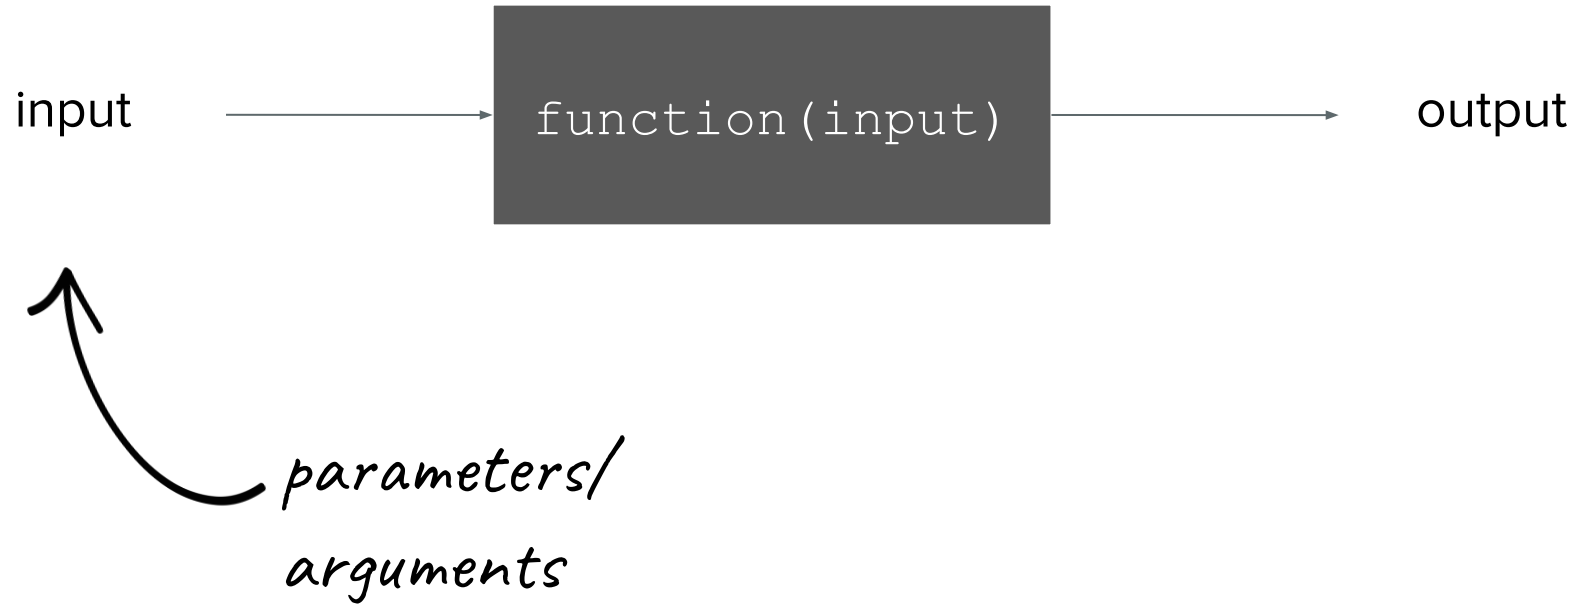 input
function(input)
output
parameters/
arguments